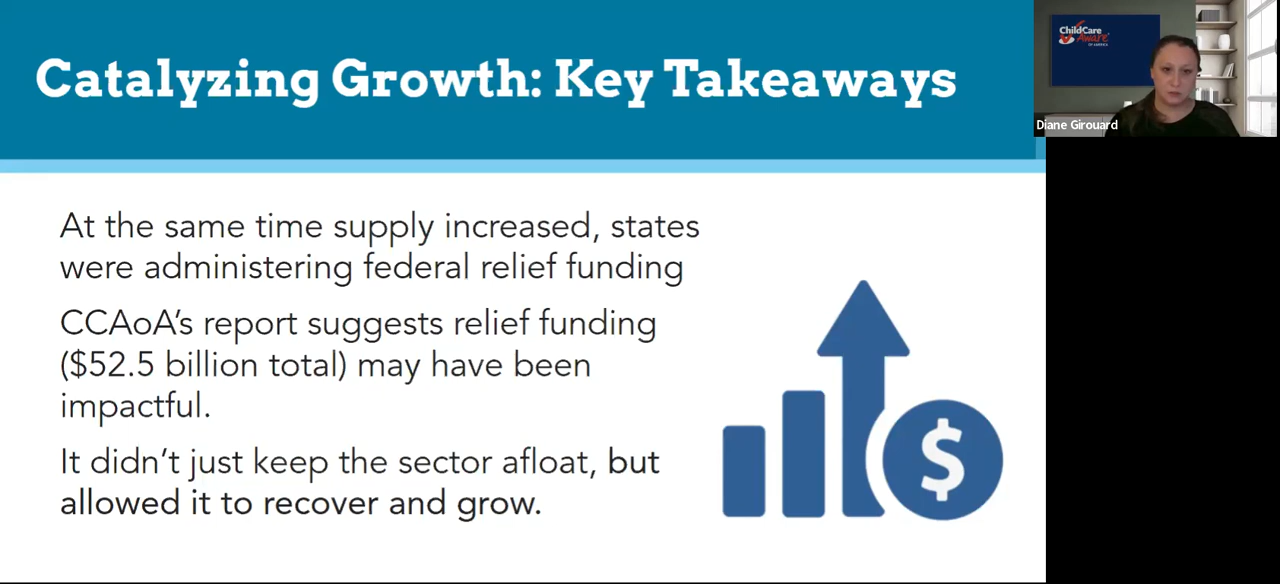 Catalyzing Growth: Key Takeaways
ChildCare
Aware
OF AMERICA
Diane Girouard
At the same time supply increased, states
were administering federal relief funding
CCAoA’s report suggests relief funding
($52.5 billion total) may have been
impactful.
It didn’t just keep the sector afloat, but
allowed it to recover and grow.
$